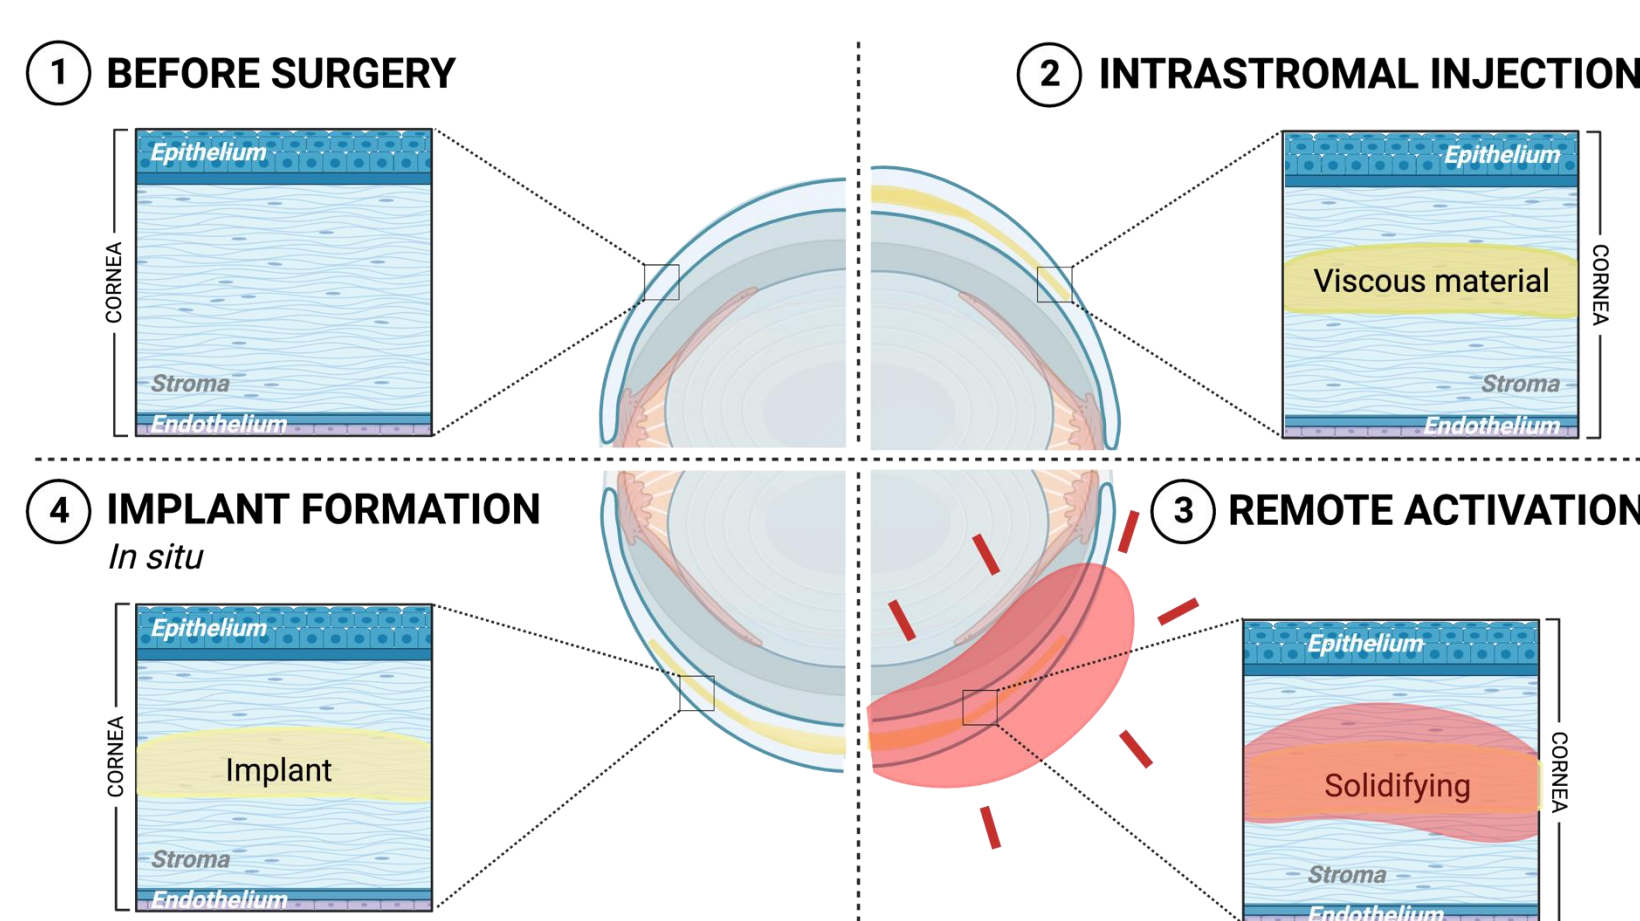 1 BEFORE SURGERY
Epithelium
CORNEA
Stroma
Endothelium
2 INTRASTROMAL INJECTION
Epithelium
Viscous material
CORNEA
Stroma
Endothelium
4 IMPLANT FORMATION
In situ
Epithelium
CORNEA
Implant
Stroma
Endothelium
3 REMOTE ACTIVATION
Epithelium
CORNEA
Solidifying
Stroma
Endothelium